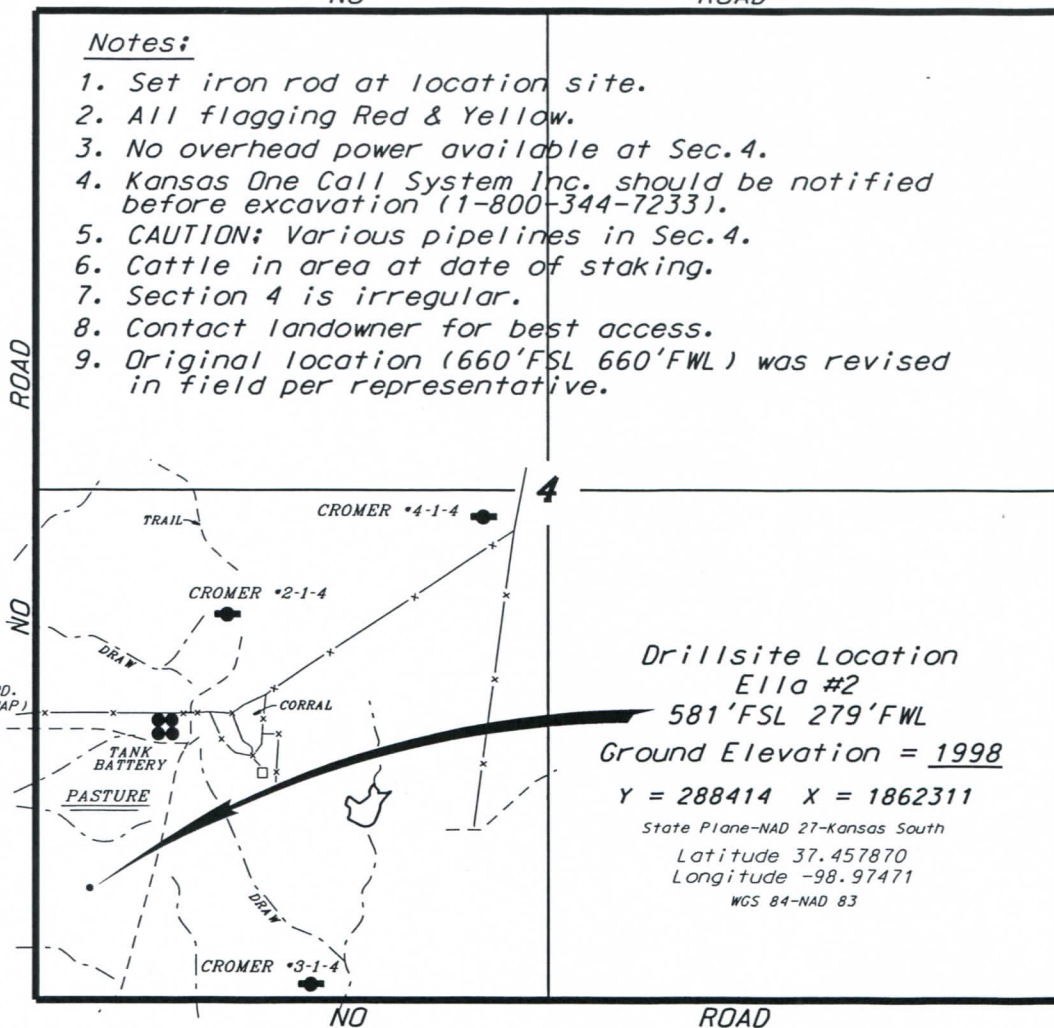 NO ROAD
Notes:
1. Set iron rod at location site.
2. All flagging Red & Yellow.
3. No overhead power available at Sec.4.
4. Kansas One Call System Inc. should be notified
before excavation (1-800-344-7233).
5. CAUTION: Various pipelines in Sec.4.
6. Cattle in area at date of staking.
7. Section 4 is irregular.
8. Contact landowner for best access.
9. Original location (660'FSL 660'FWL) was revised
in field per representative.
ROAD
NO
4
TRAIL
CROMER #4-1-4
CROMER #2-1-4
DRAW
CORRAL
TANK
BATTERY
PASTURE
DRAW
CROMER #3-1-4
Drillsite Location
Ella #2
581'FSL 279'FWL
Ground Elevation = 1998
Y = 288414 X = 1862311
State Plane-NAD 27-Kansas South
Latitude 37.457870
Longitude -98.97471
WGS 84-NAD 83
NO ROAD